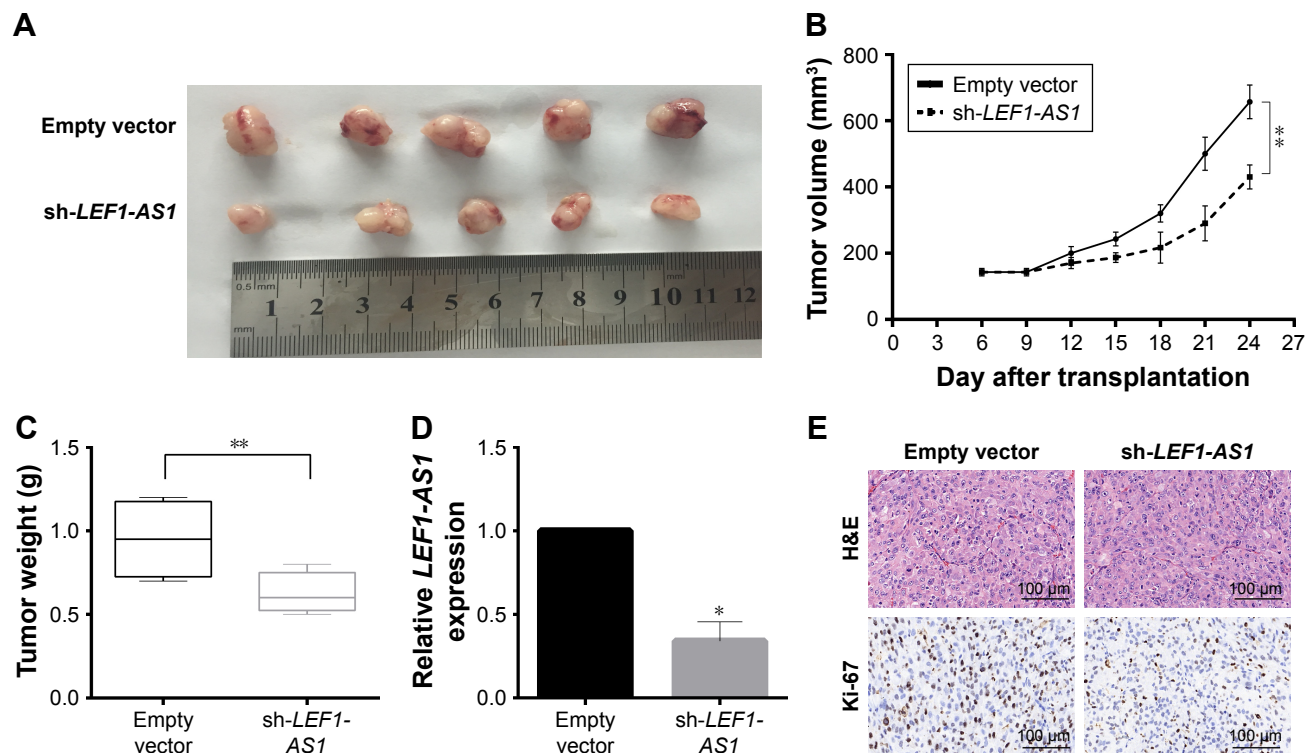 A
Empty vector
sh-LEF1-AS1
0.5 mm
mm
1 2 3 4 5 6 7 8 9 10 11 12
mm
B
Tumor volume (mm³)
800
600
400
200
0
Empty vector
sh-LEF1-AS1
**
0 3 6 9 12 15 18 21 24 27
Day after transplantation
C
Tumor weight (g)
1.5
1.0
0.5
0.0
**
Empty
vector
sh-LEF1-
AS1
D
Relative LEF1-AS1
expression
1.5
1.0
0.5
0.0
*
Empty
vector
sh-LEF1-
AS1
E
Empty vector
sh-LEF1-AS1
H&E
100 µm
100 µm
Ki-67
100 µm
100 µm